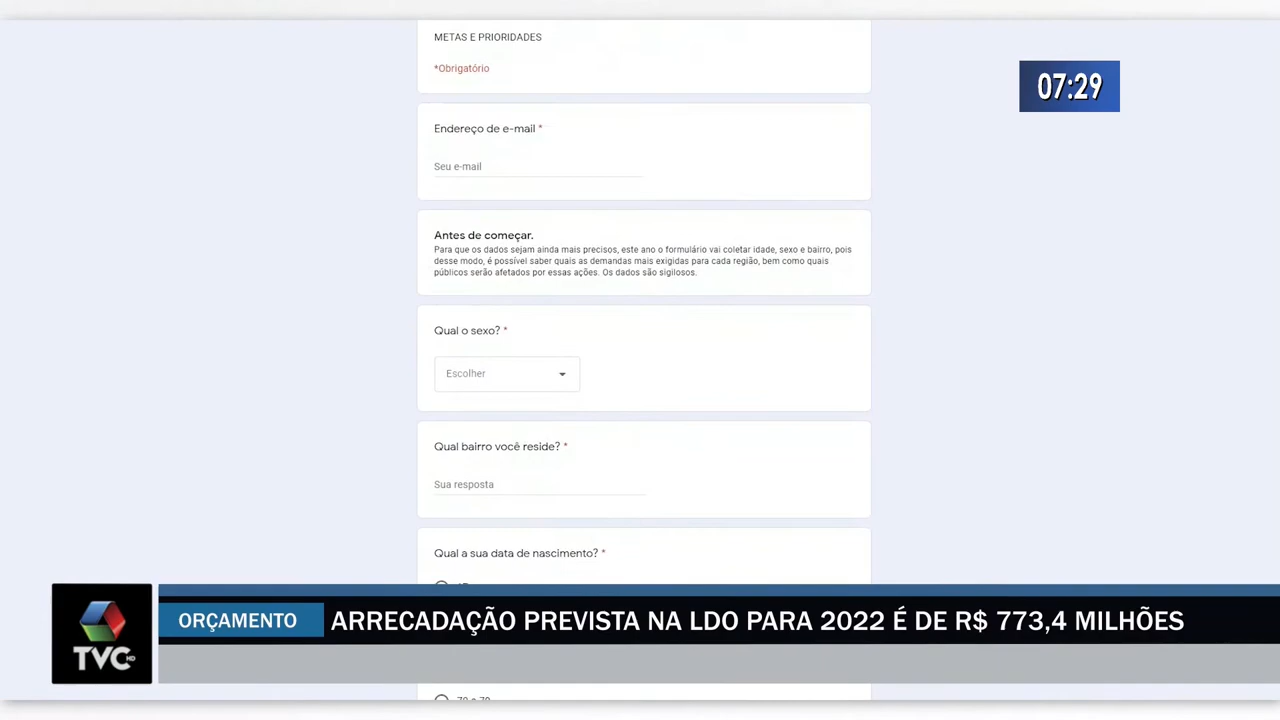 METAS E PRIORIDADES
*Obrigatório
07:29
Endereço de e-mail *
Seu e-mail
Antes de começar.
Para que os dados sejam ainda mais precisos, este ano o formulário vai coletar idade, sexo e bairro, pois
desse modo, é possível saber quais as demandas mais exigidas para cada região, bem como quais
públicos serão afetados por essas ações. Os dados são sigilosos.
Qual o sexo? *
Escolher
Qual bairro você reside? *
Sua resposta
Qual a sua data de nascimento? *
ORÇAMENTO
ARRECADAÇÃO PREVISTA NA LDO PARA 2022 É DE R$ 773,4 MILHÕES
TVC HD